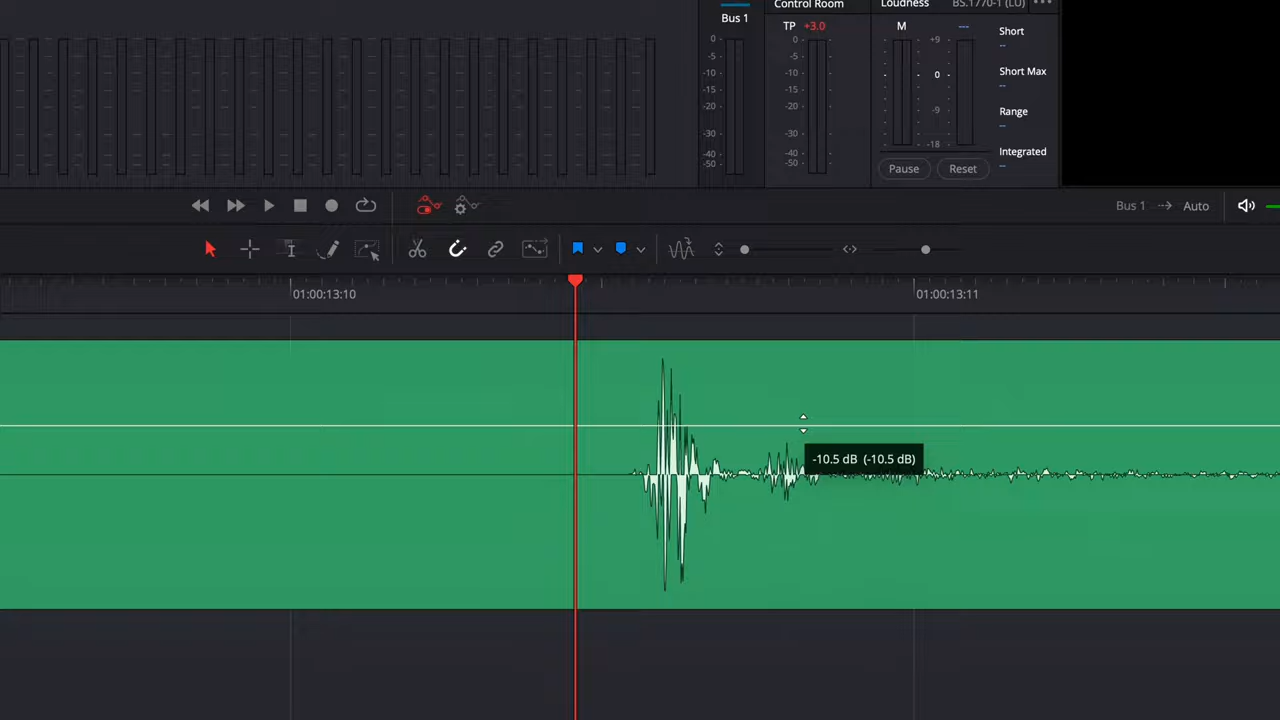 Control Room
Loudness
BS.1770-1 (LU)
Bus 1
TP +3.0
M
Short
Short Max
Range
Integrated
0
-5
-10
-15
-20
-30
-40
-50
0
-5
-10
-15
-20
-30
-40
-50
+9
0
-9
-18
Pause
Reset
Bus 1
Auto
01:00:13:10
01:00:13:11
-10.5 dB (-10.5 dB)